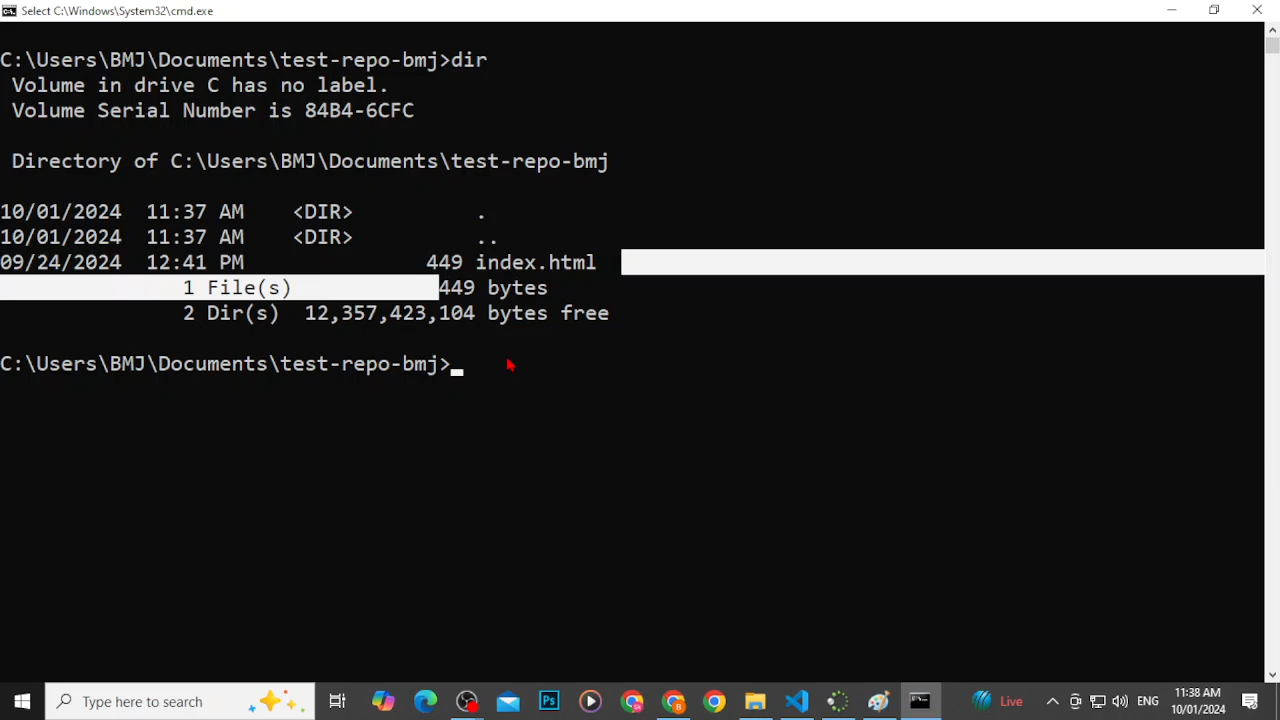 Select C:\Windows\System32\cmd.exe
C:\Users\BMJ\Documents\test-repo-bmj>dir
Volume in drive C has no label.
Volume Serial Number is 84B4-6CFC
Directory of C:\Users\BMJ\Documents\test-repo-bmj
10/01/2024  11:37 AM    <DIR>          .
10/01/2024  11:37 AM    <DIR>          ..
09/24/2024  12:41 PM               449 index.html
1 File(s)            449 bytes
2 Dir(s)  12,357,423,104 bytes free
C:\Users\BMJ\Documents\test-repo-bmj>
Type here to search
Ps
B
Live
ENG
11:38 AM
10/01/2024